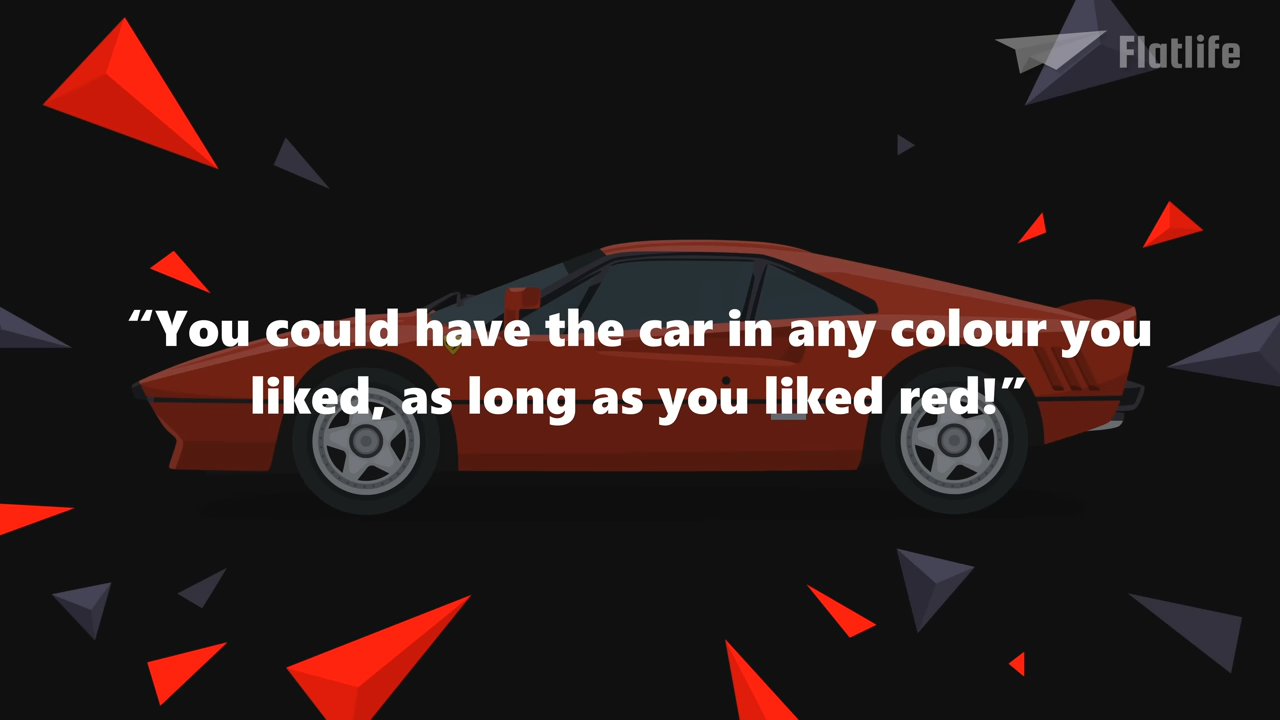 Flatlife
“You could have the car in any colour you
liked, as long as you liked red!”